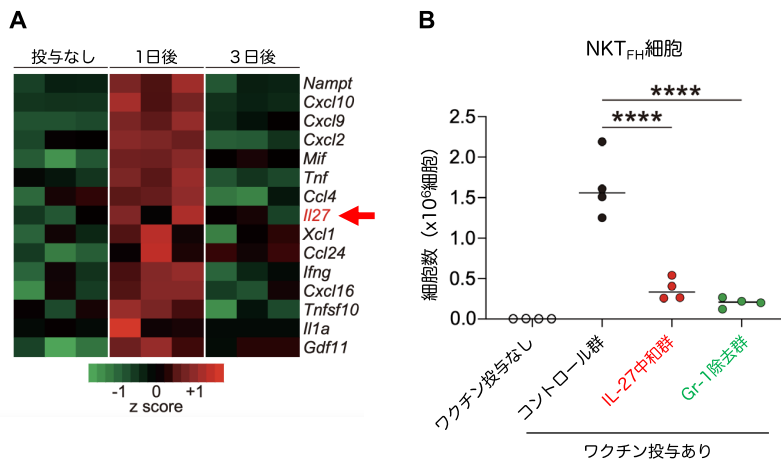 A
投与なし 1日後 3日後
Nampt
Cxcl10
Cxcl9
Cxcl2
Mif
Tnf
Ccl4
Il27
Xcl1
Ccl24
Ifng
Cxcl16
Tnfsf10
Il1a
Gdf11
-1 0 +1
z score
B
NKTFH細胞
****
****
細胞数（x10⁶細胞）
2.5
2.0
1.5
1.0
0.5
0.0
ワクチン投与なし
コントロール群
IL-27中和群
Gr-1除去群
ワクチン投与あり